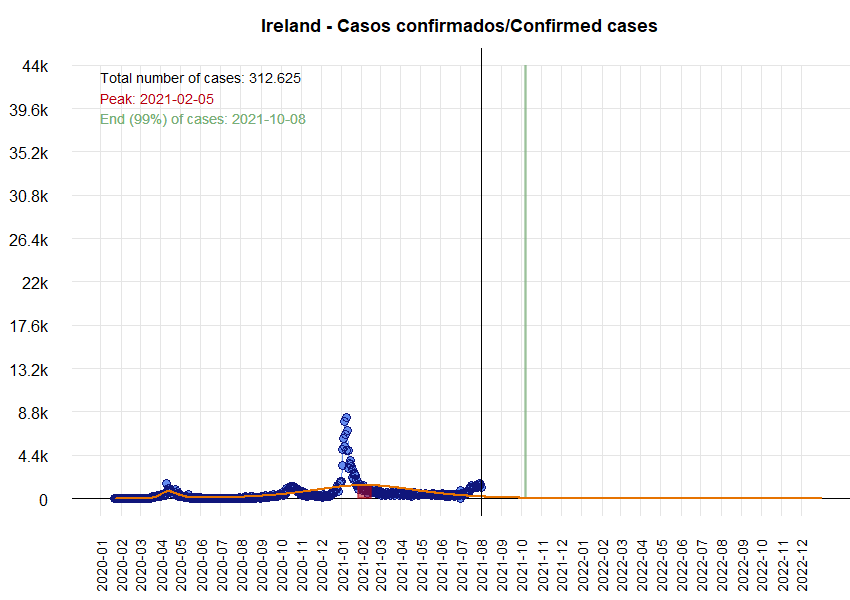 Ireland - Casos confirmados/Confirmed cases
44k
39.6k
35.2k
30.8k
26.4k
22k
17.6k
13.2k
8.8k
4.4k
0
Total number of cases: 312.625
Peak: 2021-02-05
End (99%) of cases: 2021-10-08
2020-01
2020-02
2020-03
2020-04
2020-05
2020-06
2020-07
2020-08
2020-09
2020-10
2020-11
2020-12
2021-01
2021-02
2021-03
2021-04
2021-05
2021-06
2021-07
2021-08
2021-09
2021-10
2021-11
2021-12
2022-01
2022-02
2022-03
2022-04
2022-05
2022-06
2022-07
2022-08
2022-09
2022-10
2022-11
2022-12